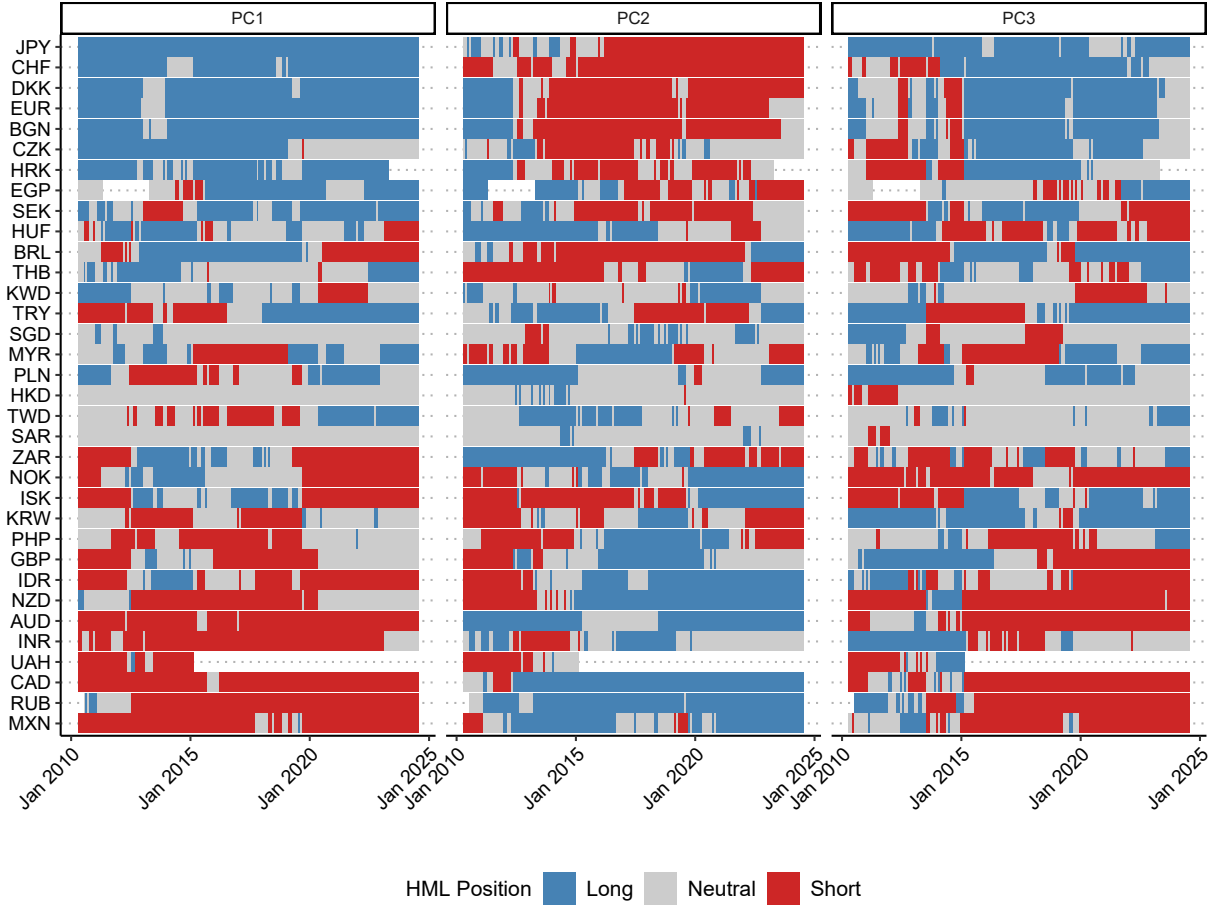 PC1 PC2 PC3
JPY
CHF
DKK
EUR
BGN
CZK
HRK
EGP
SEK
HUF
BRL
THB
KWD
TRY
SGD
MYR
PLN
HKD
TWD
SAR
ZAR
NOK
ISK
KRW
PHP
GBP
IDR
NZD
AUD
INR
UAH
CAD
RUB
MXN
Jan 2010 Jan 2015 Jan 2020 Jan 2025 Jan 2010 Jan 2015 Jan 2020 Jan 2025 Jan 2010 Jan 2015 Jan 2020 Jan 2025
HML Position Long Neutral Short